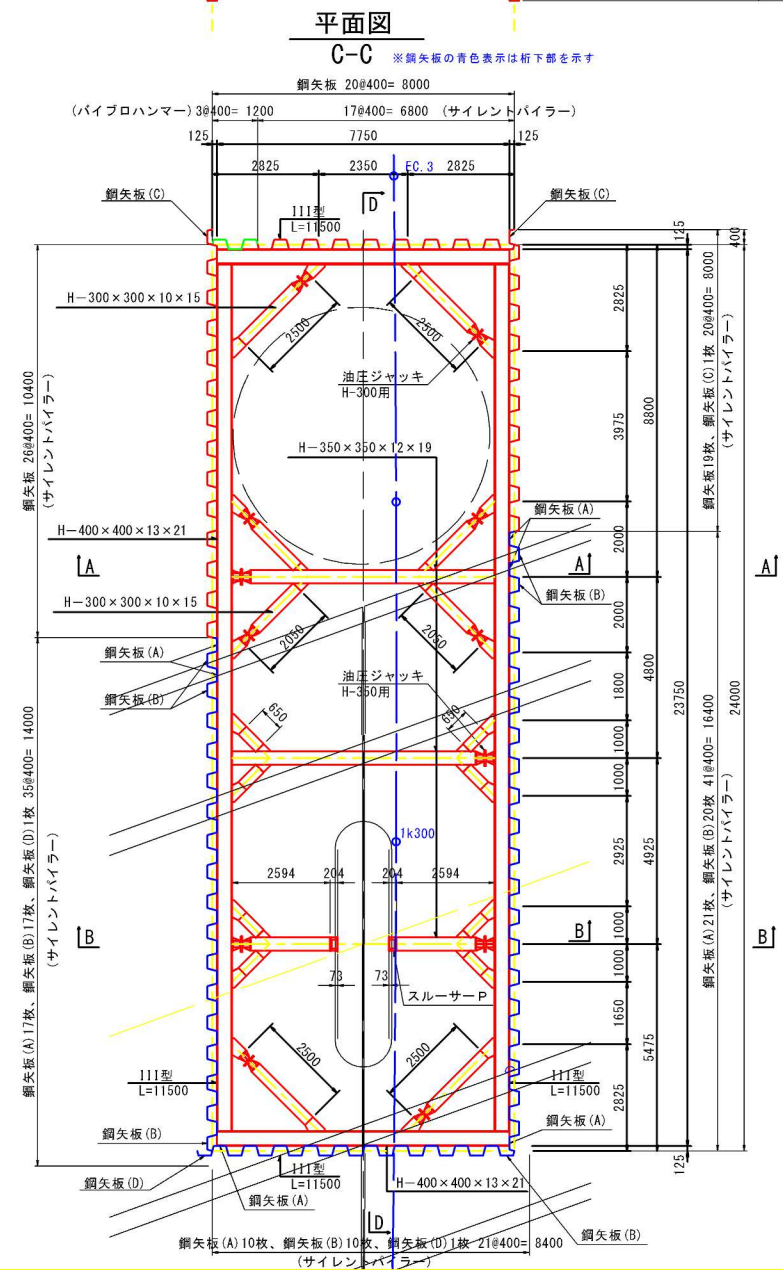 平面図
C-C
※鋼矢板の青色表示は桁下部を示す
鋼矢板 20@400= 8000
(バイブロハンマー) 3@400= 1200
17@400= 6800 (サイレントパイラー)
125
7750
125
2825
2350
EC.3
2825
鋼矢板(C)
D
鋼矢板(C)
III型
L=11500
125
400
H-300×300×10×15
2500
2500
2825
油圧ジャッキ
H-300用
鋼矢板 26@400= 10400
(サイレントパイラー)
鋼矢板19枚、鋼矢板(C)1枚 20@400= 8000
(サイレントパイラー)
3975
8800
H-350×350×12×19
鋼矢板(A)
H-400×400×13×21
2000
A
A
A
鋼矢板(B)
H-300×300×10×15
2000
2050
2050
鋼矢板(A)
鋼矢板(B)
油圧ジャッキ
H-350用
1800
4800
23750
24000
650
650
1000
1000
鋼矢板(A)17枚、鋼矢板(B)17枚、鋼矢板(D)1枚 35@400= 14000
(サイレントパイラー)
鋼矢板(A)21枚、鋼矢板(B)20枚 41@400= 16400
(サイレントパイラー)
1k300
2925
4925
2594
204
204
2594
1000
B
B
B
1000
73
73
スルーサーP
1650
5475
2500
2500
III型
L=11500
III型
L=11500
2825
鋼矢板(B)
鋼矢板(A)
125
鋼矢板(D)
III型
L=11500
H-400×400×13×21
鋼矢板(A)
D
鋼矢板(B)
鋼矢板(A)10枚、鋼矢板(B)10枚、鋼矢板(D)1枚 21@400= 8400
(サイレントパイラー)